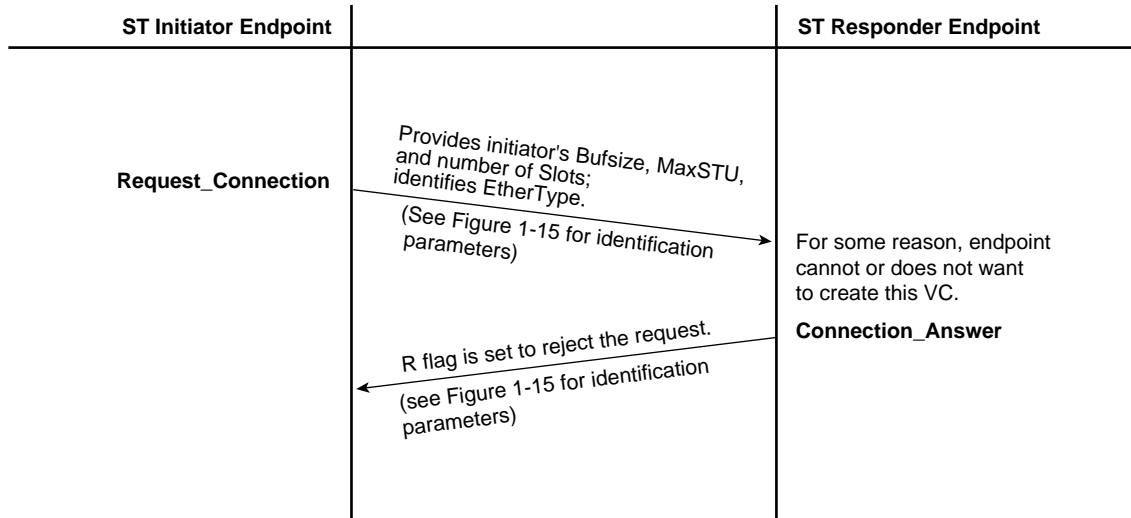 ST Initiator Endpoint
ST Responder Endpoint
Provides initiator's Bufsize, MaxSTU,
and number of Slots;
identifies EtherType.
Request_Connection
(See Figure 1-15 for identification
parameters)
For some reason, endpoint
cannot or does not want
to create this VC.
Connection_Answer
R flag is set to reject the request.
(see Figure 1-15 for identification
parameters)